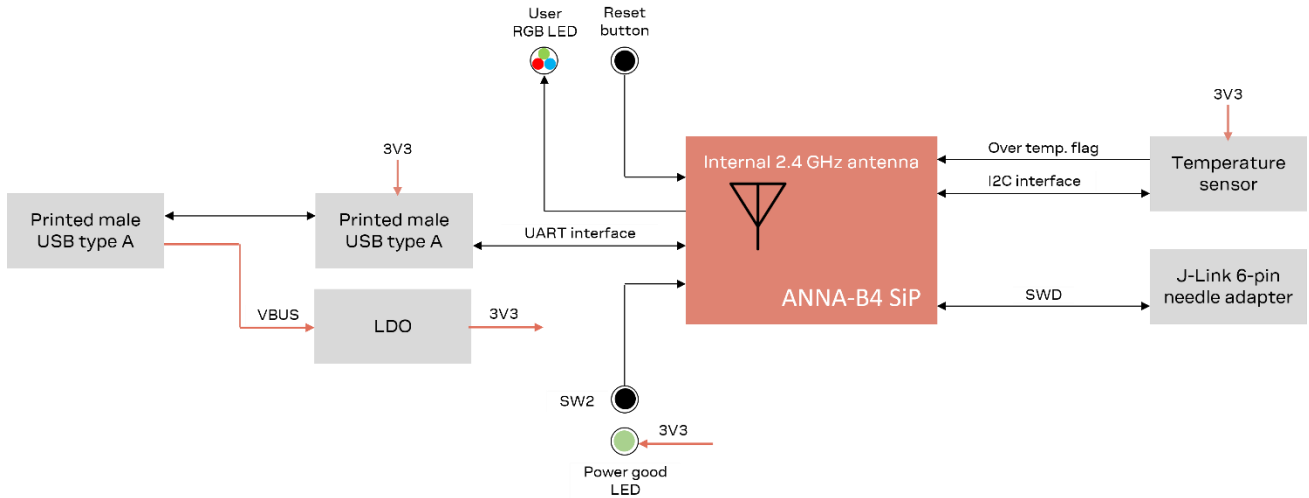 User
RGB LED
Reset
button
3V3
3V3
Internal 2.4 GHz antenna
Over temp. flag
Temperature
sensor
I2C interface
Printed male
USB type A
Printed male
USB type A
UART interface
J-Link 6-pin
needle adapter
ANNA-B4 SiP
SWD
VBUS
LDO
3V3
SW2
3V3
Power good
LED